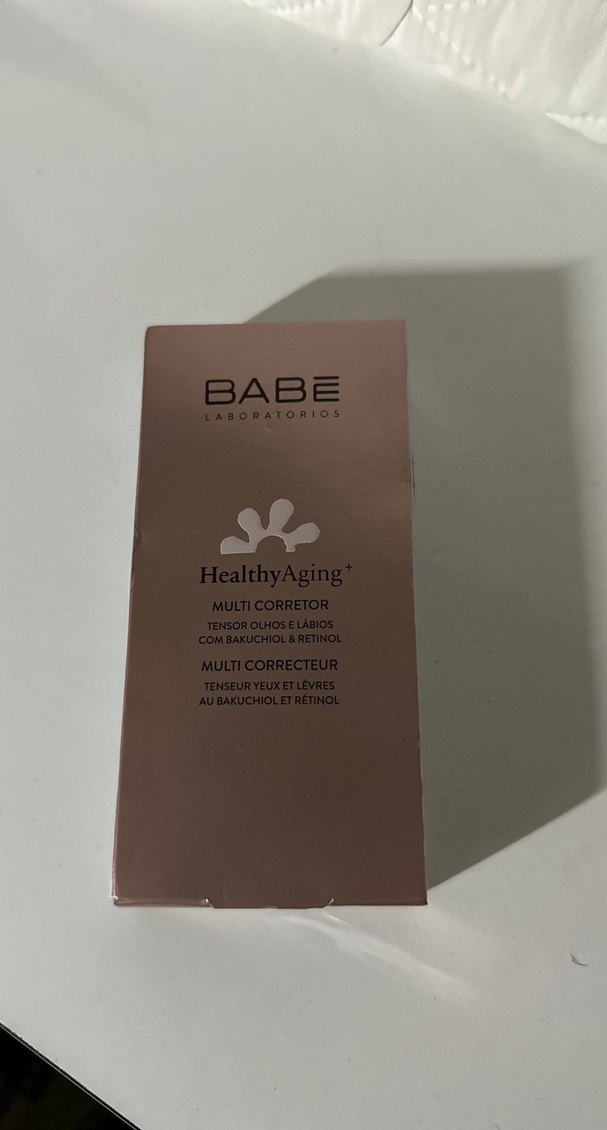 BABĒ
LABORATORIOS
HealthyAging+
MULTI CORRETOR
TENSOR OLHOS E LÁBIOS
COM BAKUCHIOL & RETINOL
MULTI CORRECTEUR
TENSEUR YEUX ET LÈVRES
AU BAKUCHIOL ET RÉTINOL